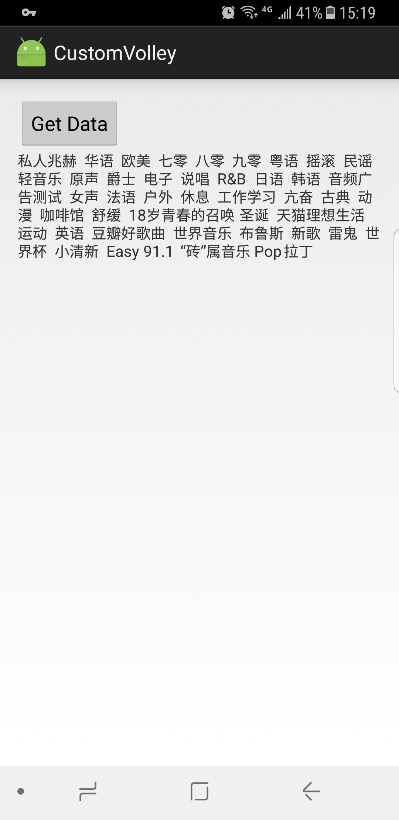 4G 41% 15:19
CustomVolley
Get Data
私人兆赫 华语 欧美 七零 八零 九零 粤语 摇滚 民谣
轻音乐 原声 爵士 电子 说唱 R&B 日语 韩语 音频广
告测试 女声 法语 户外 休息 工作学习 亢奋 古典 动
漫 咖啡馆 舒缓 18岁青春的召唤 圣诞 天猫理想生活
运动 英语 豆瓣好歌曲 世界音乐 布鲁斯 新歌 雷鬼 世
界杯 小清新 Easy 91.1 “砖”属音乐 Pop拉丁